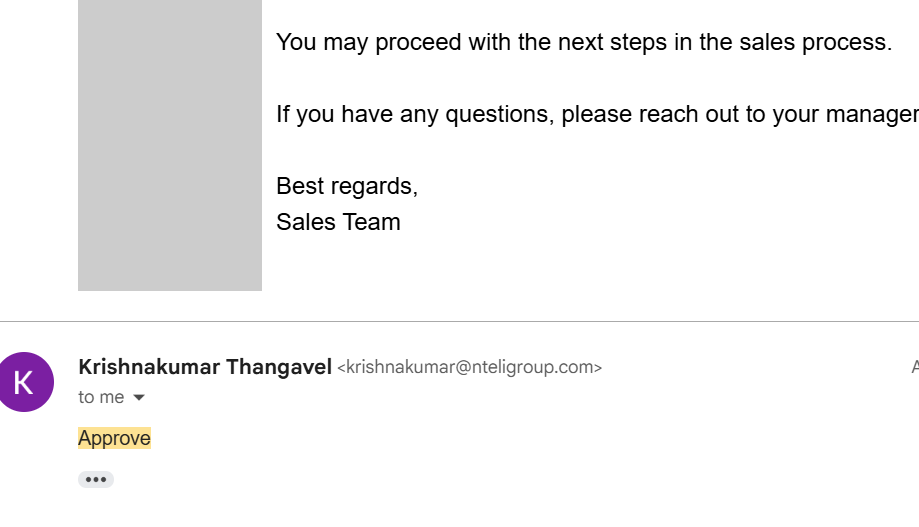 You may proceed with the next steps in the sales process.
If you have any questions, please reach out to your manager
Best regards,
Sales Team
K
Krishnakumar Thangavel <krishnakumar@nteligroup.com>
to me
Approve